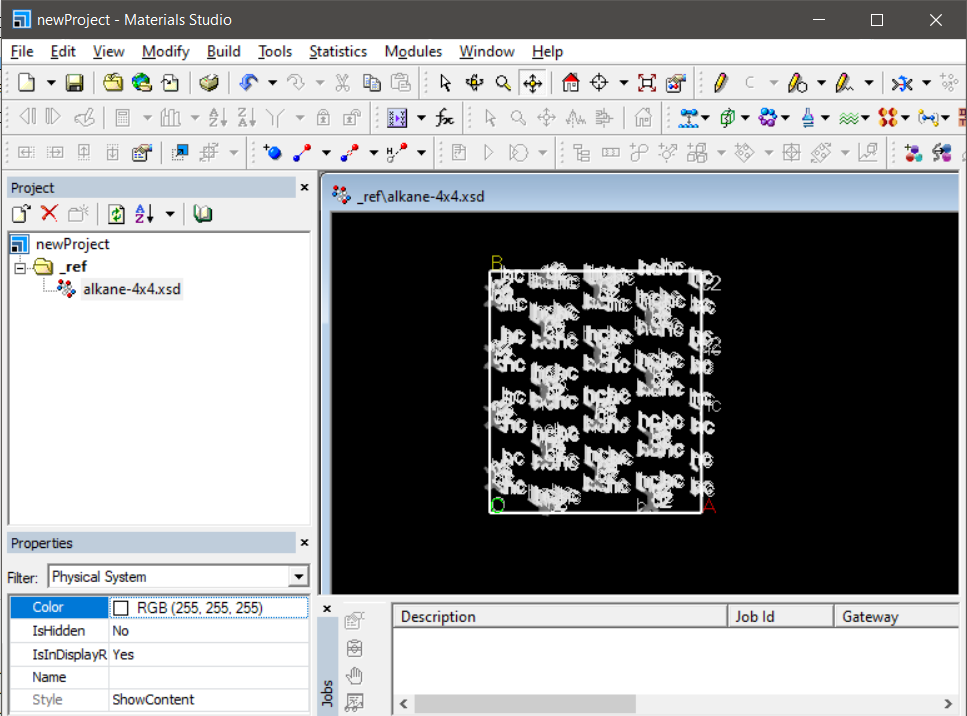 newProject - Materials Studio
File Edit View Modify Build Tools Statistics Modules Window Help
Project
newProject
_ref
alkane-4x4.xsd
_ref\alkane-4x4.xsd
B
O
A
Properties
Filter: Physical System
Color RGB (255, 255, 255)
IsHidden No
IsInDisplayR Yes
Name
Style ShowContent
Jobs
Description Job Id Gateway